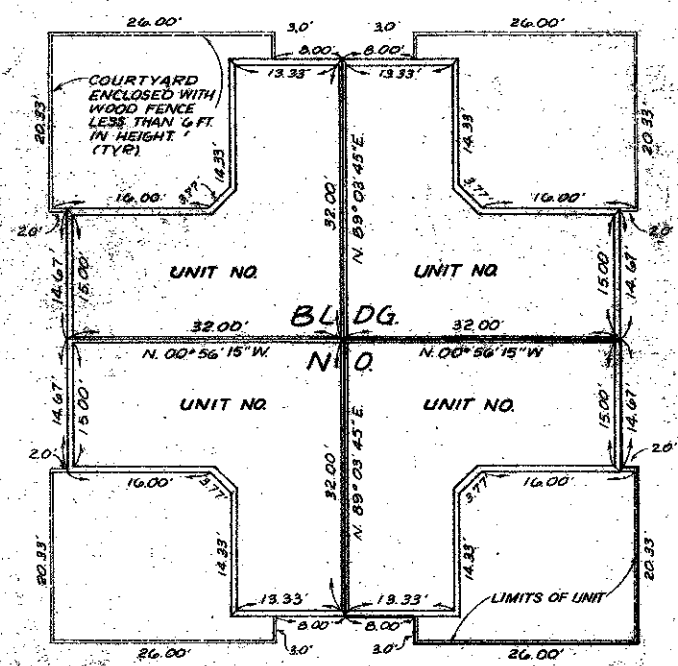 26.00'
3.0'
3.0'
26.00'
8.00'
8.00'
13.33'
13.33'
COURTYARD
ENCLOSED WITH
WOOD FENCE
LESS THAN 6 FT.
IN HEIGHT
(TYP)
20.33'
14.33'
32.00'
N. 89° 03' 45" E.
14.33'
20.33'
16.00'
3.77'
3.77'
16.00'
2.0'
2.0'
14.67'
15.00'
UNIT NO.
UNIT NO.
15.00'
14.67'
32.00'
BLDG.
32.00'
N. 00° 56' 15" W.
NO.
N. 00° 56' 15" W
14.67'
15.00'
UNIT NO.
UNIT NO.
15.00'
14.67'
2.0'
2.0'
16.00'
3.77'
32.00'
N. 89° 03' 45" E.
3.77'
16.00'
20.33'
14.33'
14.33'
20.33'
13.33'
13.33'
LIMITS OF UNIT
8.00'
8.00'
26.00'
3.0'
3.0'
26.00'